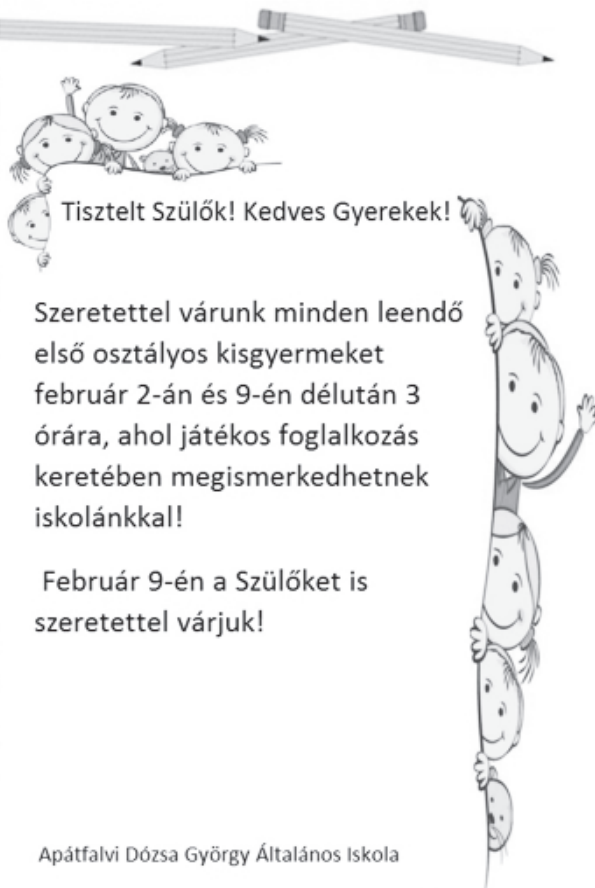 Tisztelt Szülők! Kedves Gyerekek!
Szeretettel várunk minden leendő
első osztályos kisgyermeket
február 2-án és 9-én délután 3
órára, ahol játékos foglalkozás
keretében megismerkedhetnek
iskolánkkal!
Február 9-én a Szülőket is
szeretettel várjuk!
Apátfalvi Dózsa György Általános Iskola